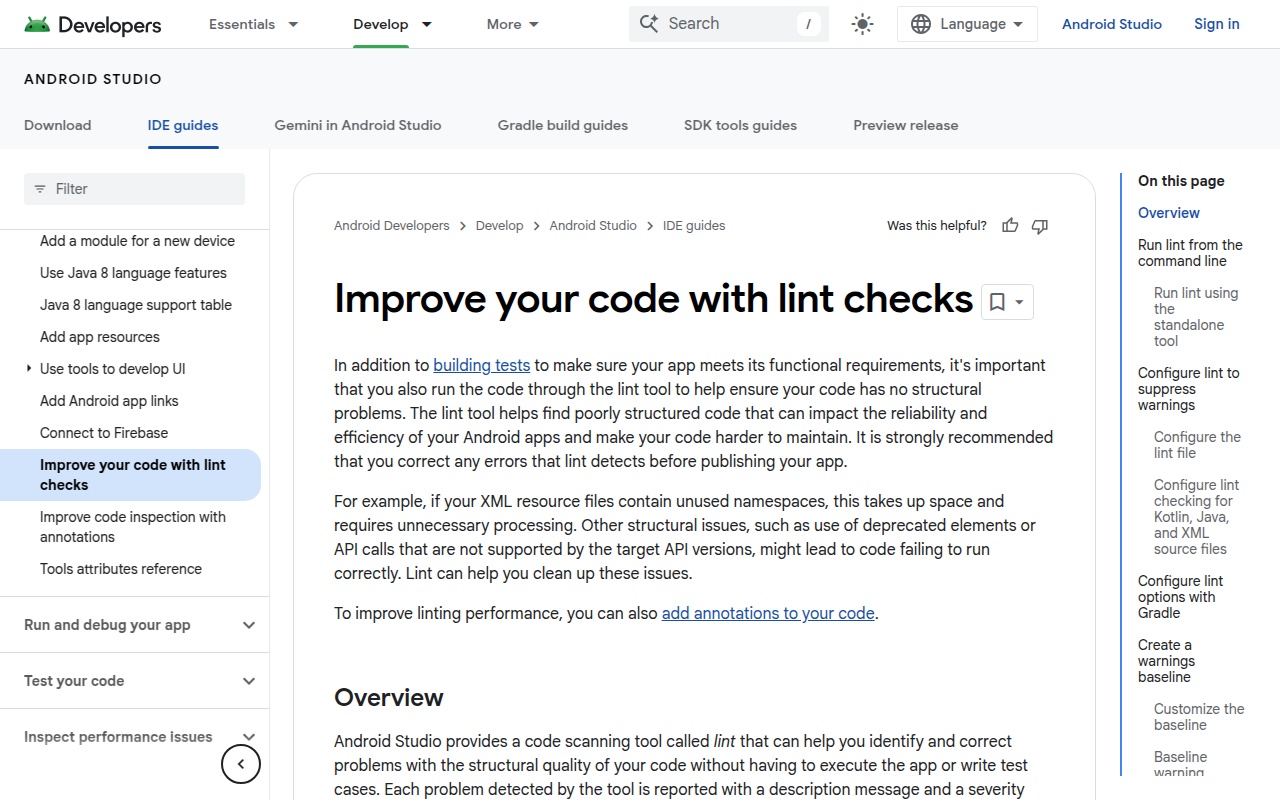 Developers
Essentials
Develop
More
Search
/
Language
Android Studio
Sign in
ANDROID STUDIO
Download
IDE guides
Gemini in Android Studio
Gradle build guides
SDK tools guides
Preview release
Filter
Add a module for a new device
Use Java 8 language features
Java 8 language support table
Add app resources
Use tools to develop UI
Add Android app links
Connect to Firebase
Improve your code with lint
checks
Improve code inspection with
annotations
Tools attributes reference
Run and debug your app
Test your code
Inspect performance issues
Android Developers
Develop
Android Studio
IDE guides
Was this helpful?
Improve your code with lint checks
In addition to building tests to make sure your app meets its functional requirements, it's important
that you also run the code through the lint tool to help ensure your code has no structural
problems. The lint tool helps find poorly structured code that can impact the reliability and
efficiency of your Android apps and make your code harder to maintain. It is strongly recommended
that you correct any errors that lint detects before publishing your app.
For example, if your XML resource files contain unused namespaces, this takes up space and
requires unnecessary processing. Other structural issues, such as use of deprecated elements or
API calls that are not supported by the target API versions, might lead to code failing to run
correctly. Lint can help you clean up these issues.
To improve linting performance, you can also add annotations to your code.
Overview
Android Studio provides a code scanning tool called lint that can help you identify and correct
problems with the structural quality of your code without having to execute the app or write test
cases. Each problem detected by the tool is reported with a description message and a severity
On this page
Overview
Run lint from the
command line
Run lint using
the
standalone
tool
Configure lint to
suppress
warnings
Configure the
lint file
Configure lint
checking for
Kotlin, Java,
and XML
source files
Configure lint
options with
Gradle
Create a
warnings
baseline
Customize the
baseline
Baseline
warning